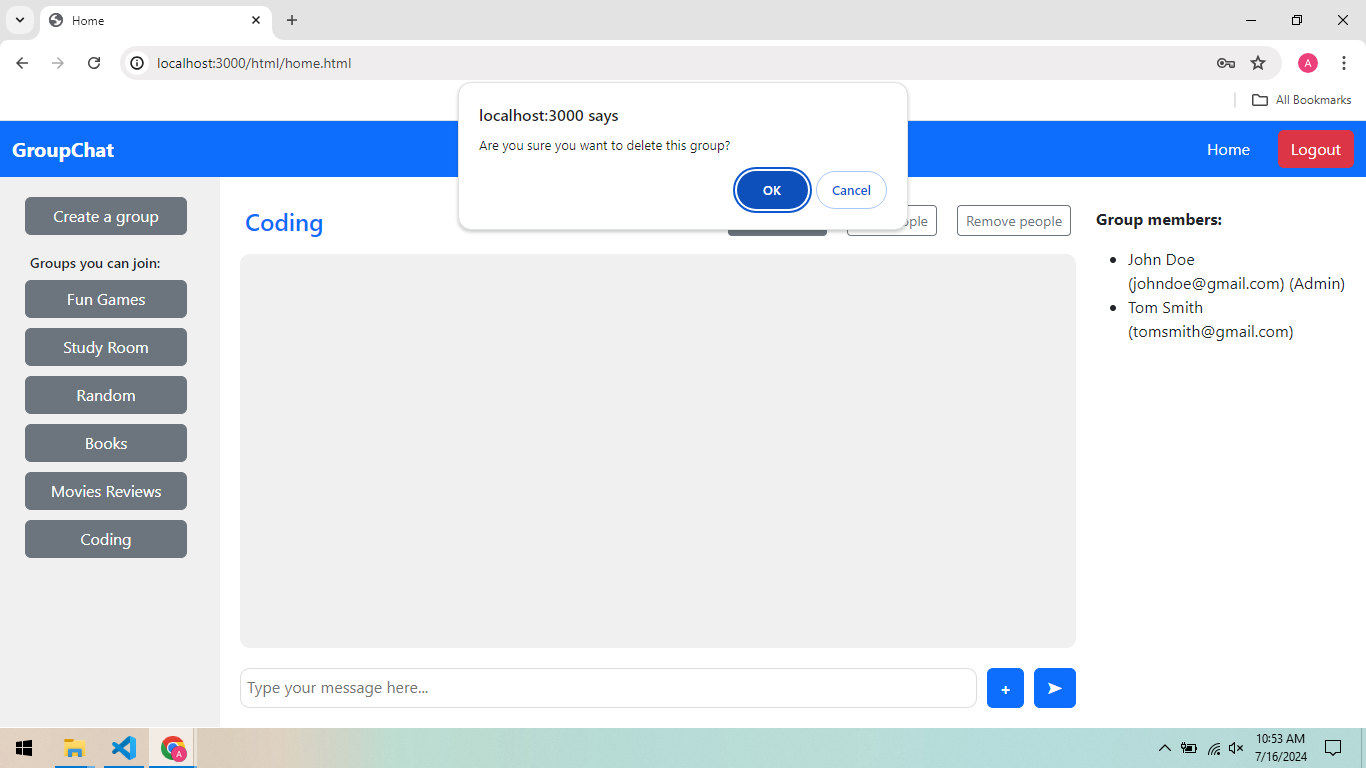 Home
localhost:3000/html/home.html
A
All Bookmarks
localhost:3000 says
Are you sure you want to delete this group?
OK
Cancel
GroupChat
Home
Logout
Create a group
Groups you can join:
Fun Games
Study Room
Random
Books
Movies Reviews
Coding
Coding
Remove people
Type your message here...
+
Group members:
John Doe
(johndoe@gmail.com) (Admin)
Tom Smith
(tomsmith@gmail.com)
A
10:53 AM
7/16/2024